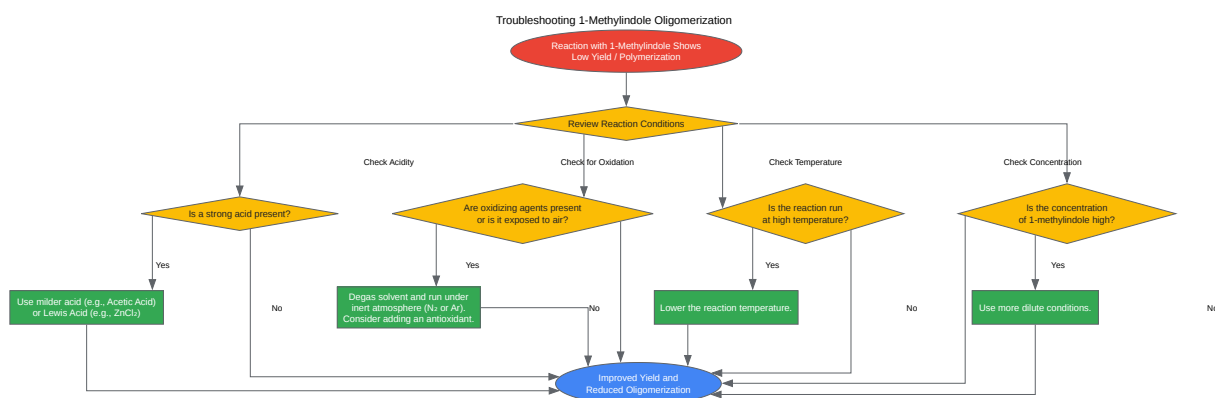 Troubleshooting 1-Methylindole Oligomerization
Reaction with 1-Methylindole Shows
Low Yield / Polymerization
Review Reaction Conditions
Check Acidity
Check for Oxidation
Check Temperature
Check Concentration
Is a strong acid present?
Are oxidizing agents present
or is it exposed to air?
Is the reaction run
at high temperature?
Is the concentration
of 1-methylindole high?
Yes
Yes
Yes
Yes
Use milder acid (e.g., Acetic Acid)
or Lewis Acid (e.g., ZnCl₂)
No
Degas solvent and run under
inert atmosphere (N₂ or Ar).
Consider adding an antioxidant.
No
Lower the reaction temperature.
No
Use more dilute conditions.
Improved Yield and
Reduced Oligomerization